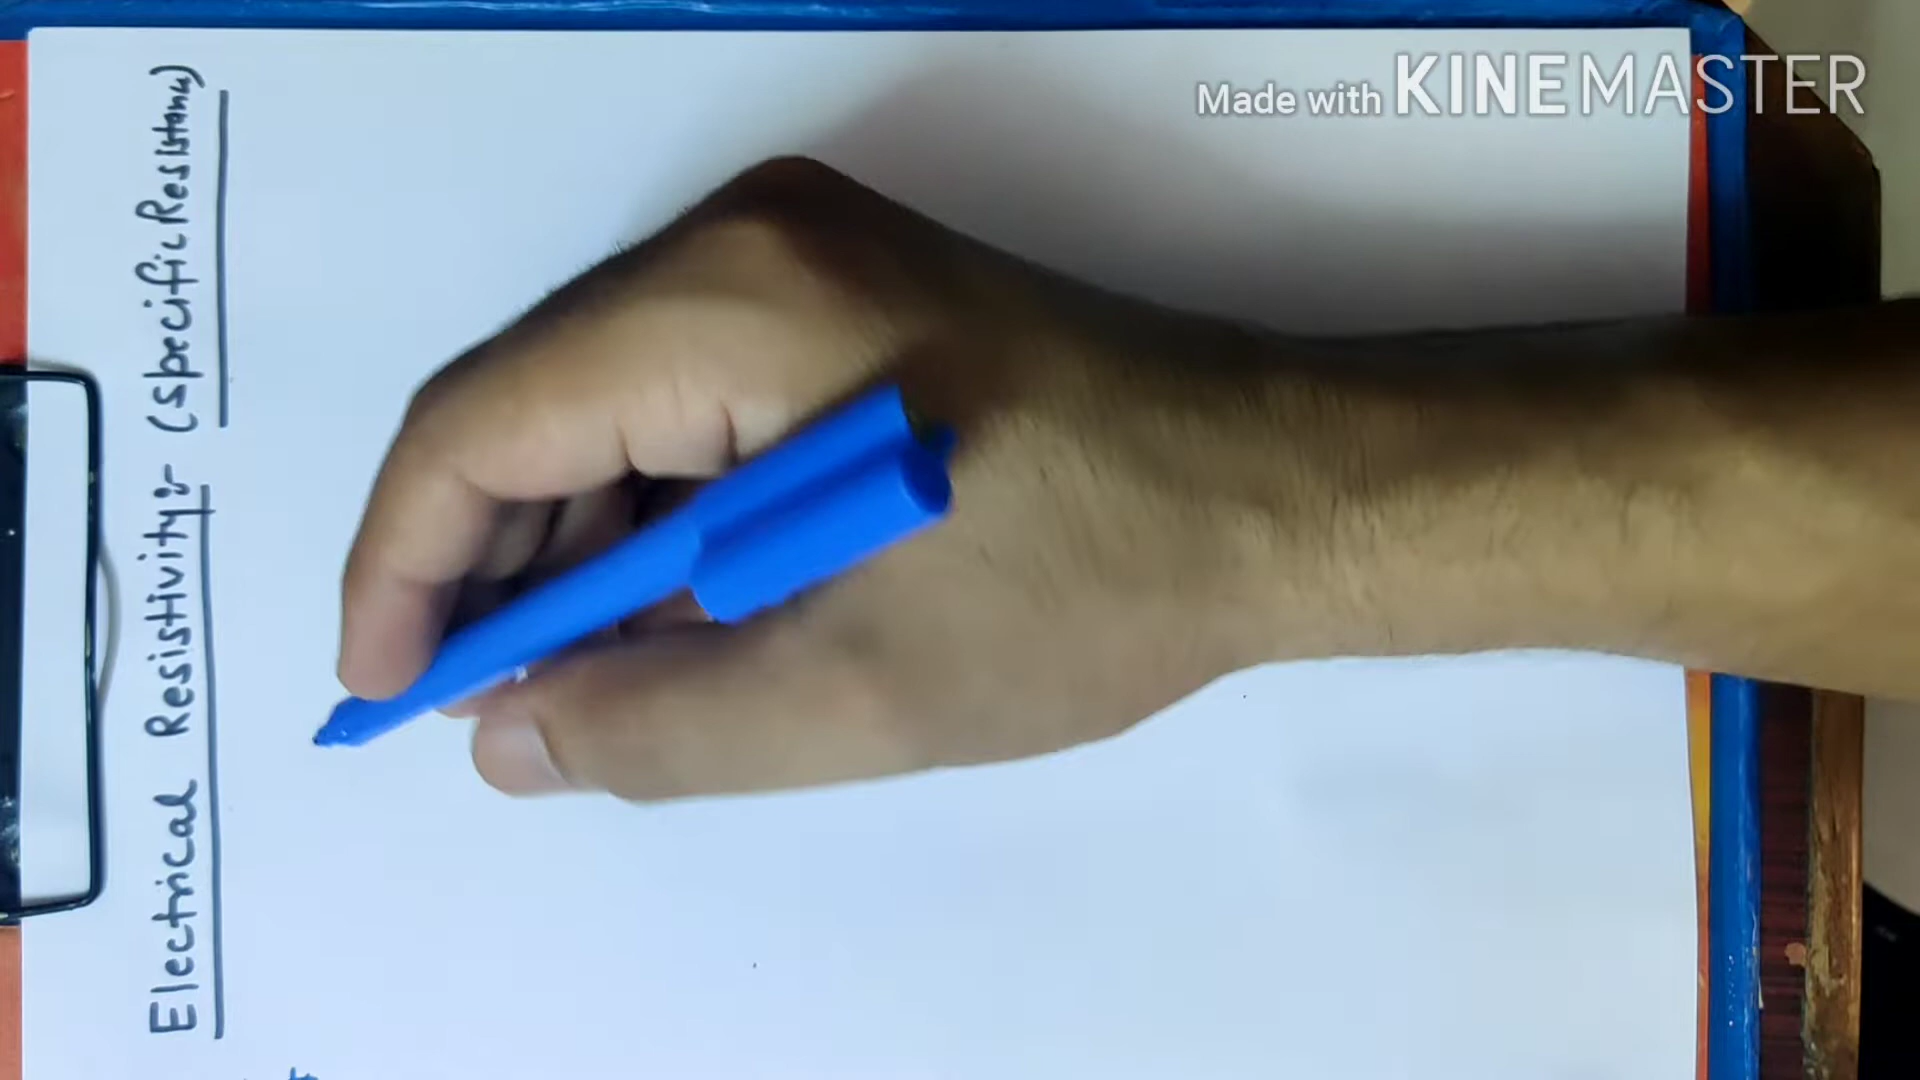 Electrical Resistivity:- (specific Resistance)
Made with KINEMASTER